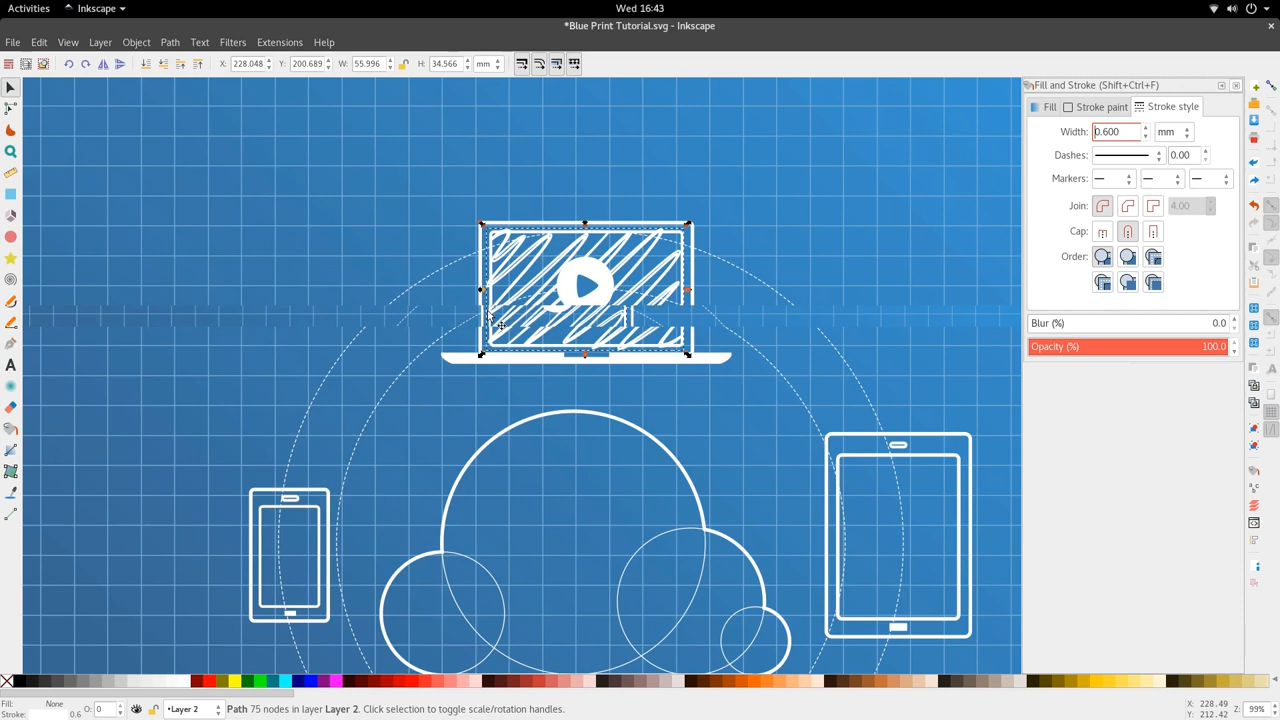 Activities Inkscape Wed 16:43
*Blue Print Tutorial.svg - Inkscape
File Edit View Layer Object Path Text Filters Extensions Help
X: 228.048 Y: 200.689 W: 55.996 H: 34.566 mm
Fill and Stroke (Shift+Ctrl+F)
Fill Stroke paint Stroke style
Width: 0.600 mm
Dashes: 0.00
Markers:
Join: 4.00
Cap:
Order:
Blur (%) 0.0
Opacity (%) 100.0
Fill: None
Stroke: 0.6
O: 0
•Layer 2
Path 75 nodes in layer Layer 2. Click selection to toggle scale/rotation handles.
X: 228.49
Y: 212.42
Z: 99%